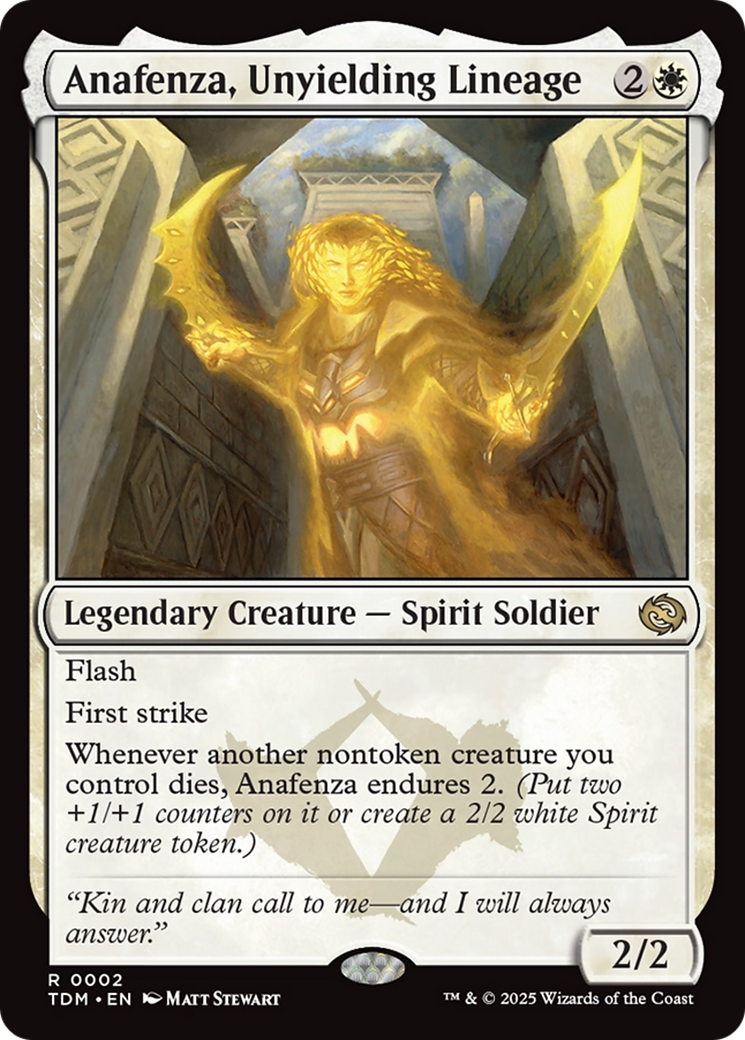 Anafenza, Unyielding Lineage 2
Legendary Creature — Spirit Soldier
Flash
First strike
Whenever another nontoken creature you
control dies, Anafenza endures 2. (Put two
+1/+1 counters on it or create a 2/2 white Spirit
creature token.)
“Kin and clan call to me—and I will always
answer.”
2/2
R 0002
TDM • EN Matt Stewart
™ & © 2025 Wizards of the Coast